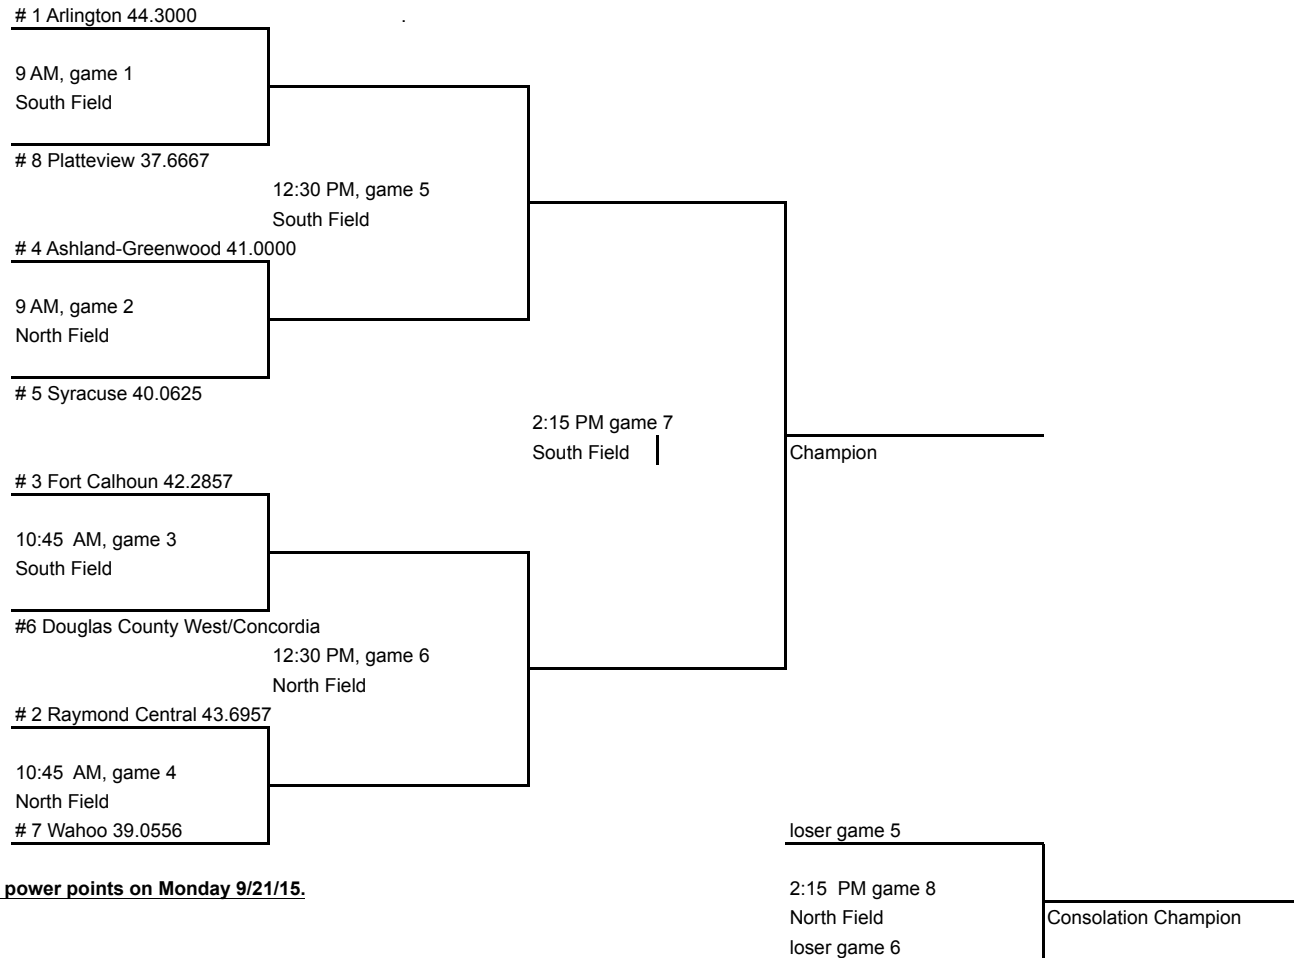 # 1 Arlington 44.3000
.
9 AM, game 1
South Field
# 8 Platteview 37.6667
12:30 PM, game 5
South Field
# 4 Ashland-Greenwood 41.0000
9 AM, game 2
North Field
# 5 Syracuse 40.0625
2:15 PM game 7
South Field
Champion
# 3 Fort Calhoun 42.2857
10:45  AM, game 3
South Field
#6 Douglas County West/Concordia
12:30 PM, game 6
North Field
# 2 Raymond Central 43.6957
10:45  AM, game 4
North Field
# 7 Wahoo 39.0556
loser game 5
power points on Monday 9/21/15.
2:15  PM game 8
North Field
Consolation Champion
loser game 6